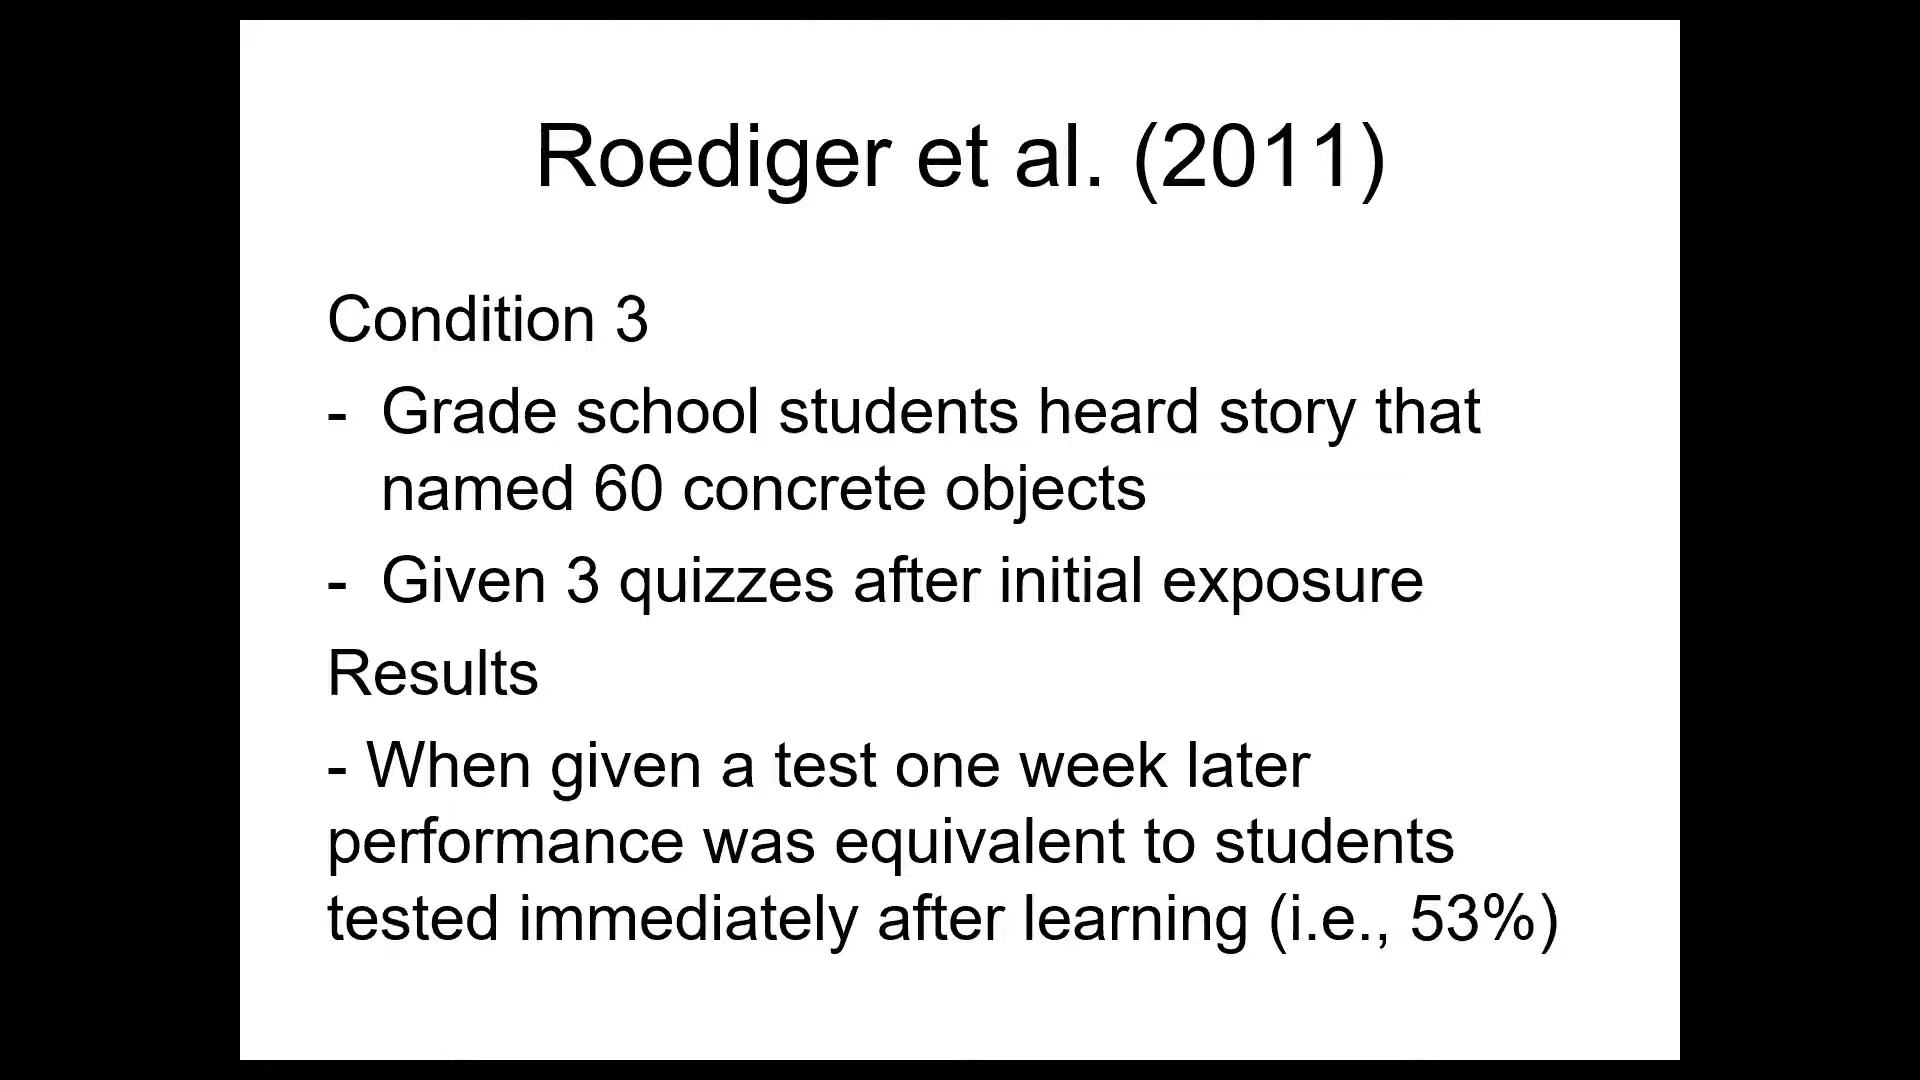 Roediger et al. (2011)
Condition 3
- Grade school students heard story that
named 60 concrete objects
- Given 3 quizzes after initial exposure
Results
- When given a test one week later
performance was equivalent to students
tested immediately after learning (i.e., 53%)